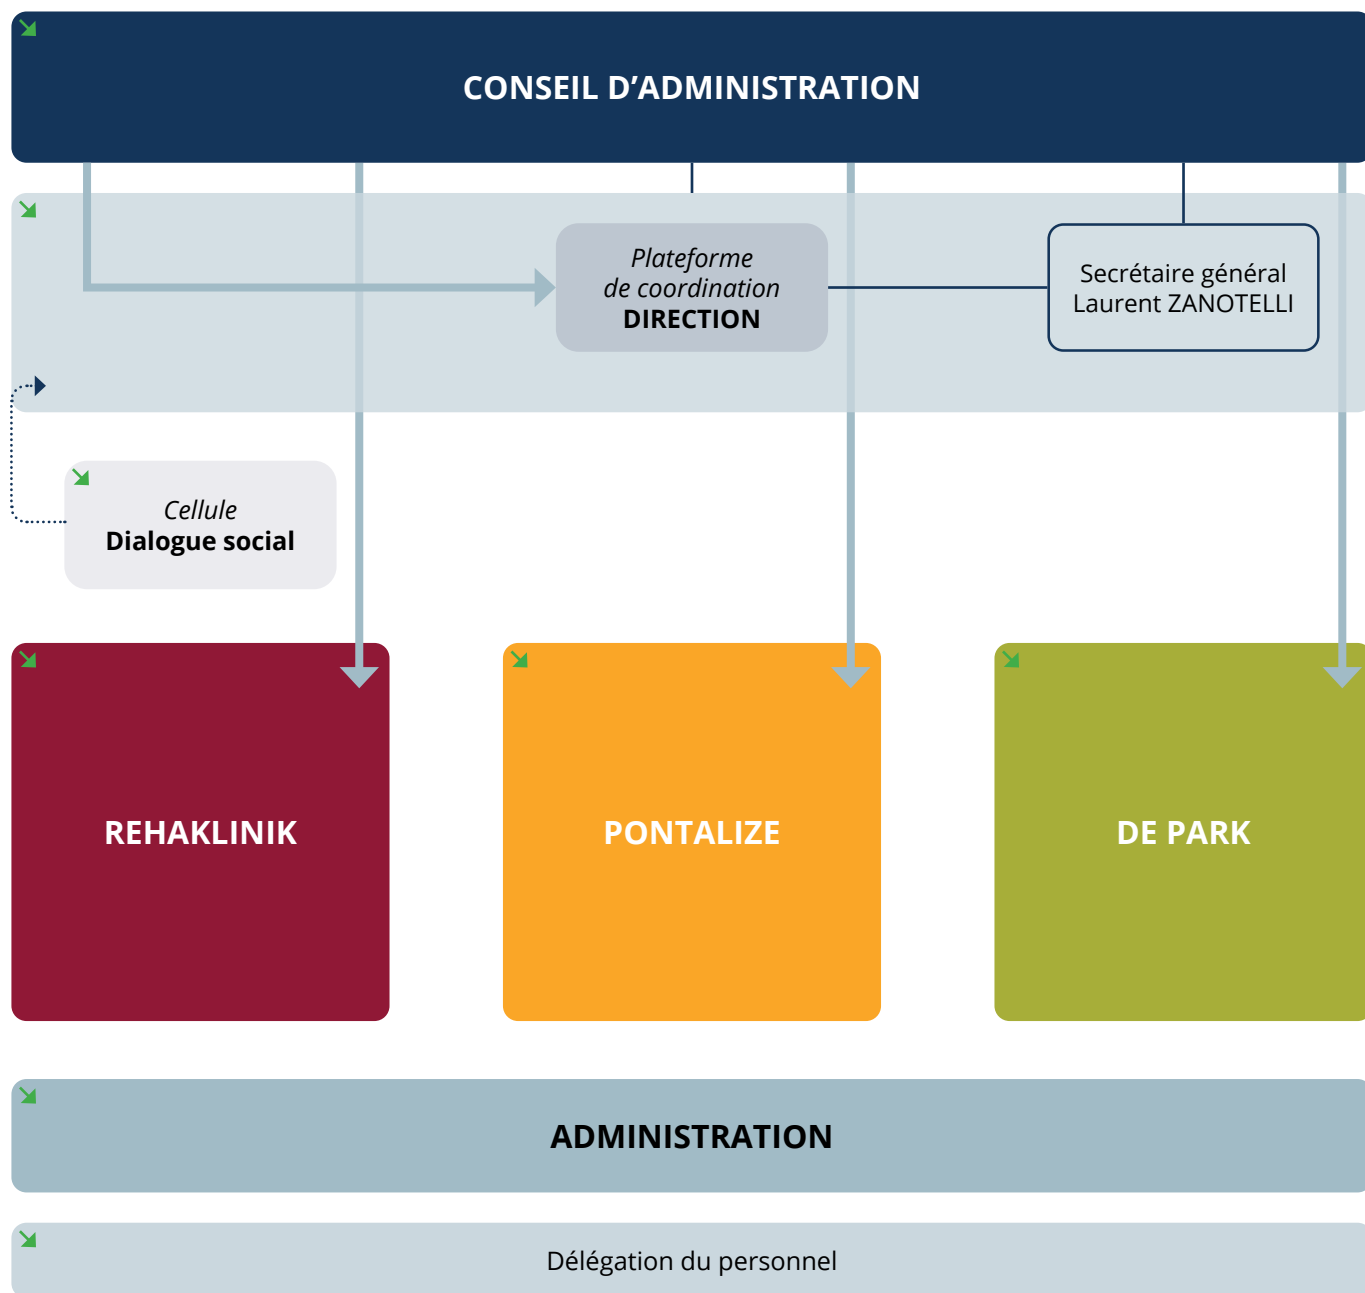 CONSEIL D’ADMINISTRATION
Plateforme
de coordination
DIRECTION
Secrétaire général
Laurent ZANOTELLI
Cellule
Dialogue social
REHAKLINIK
PONTALIZE
DE PARK
ADMINISTRATION
Délégation du personnel